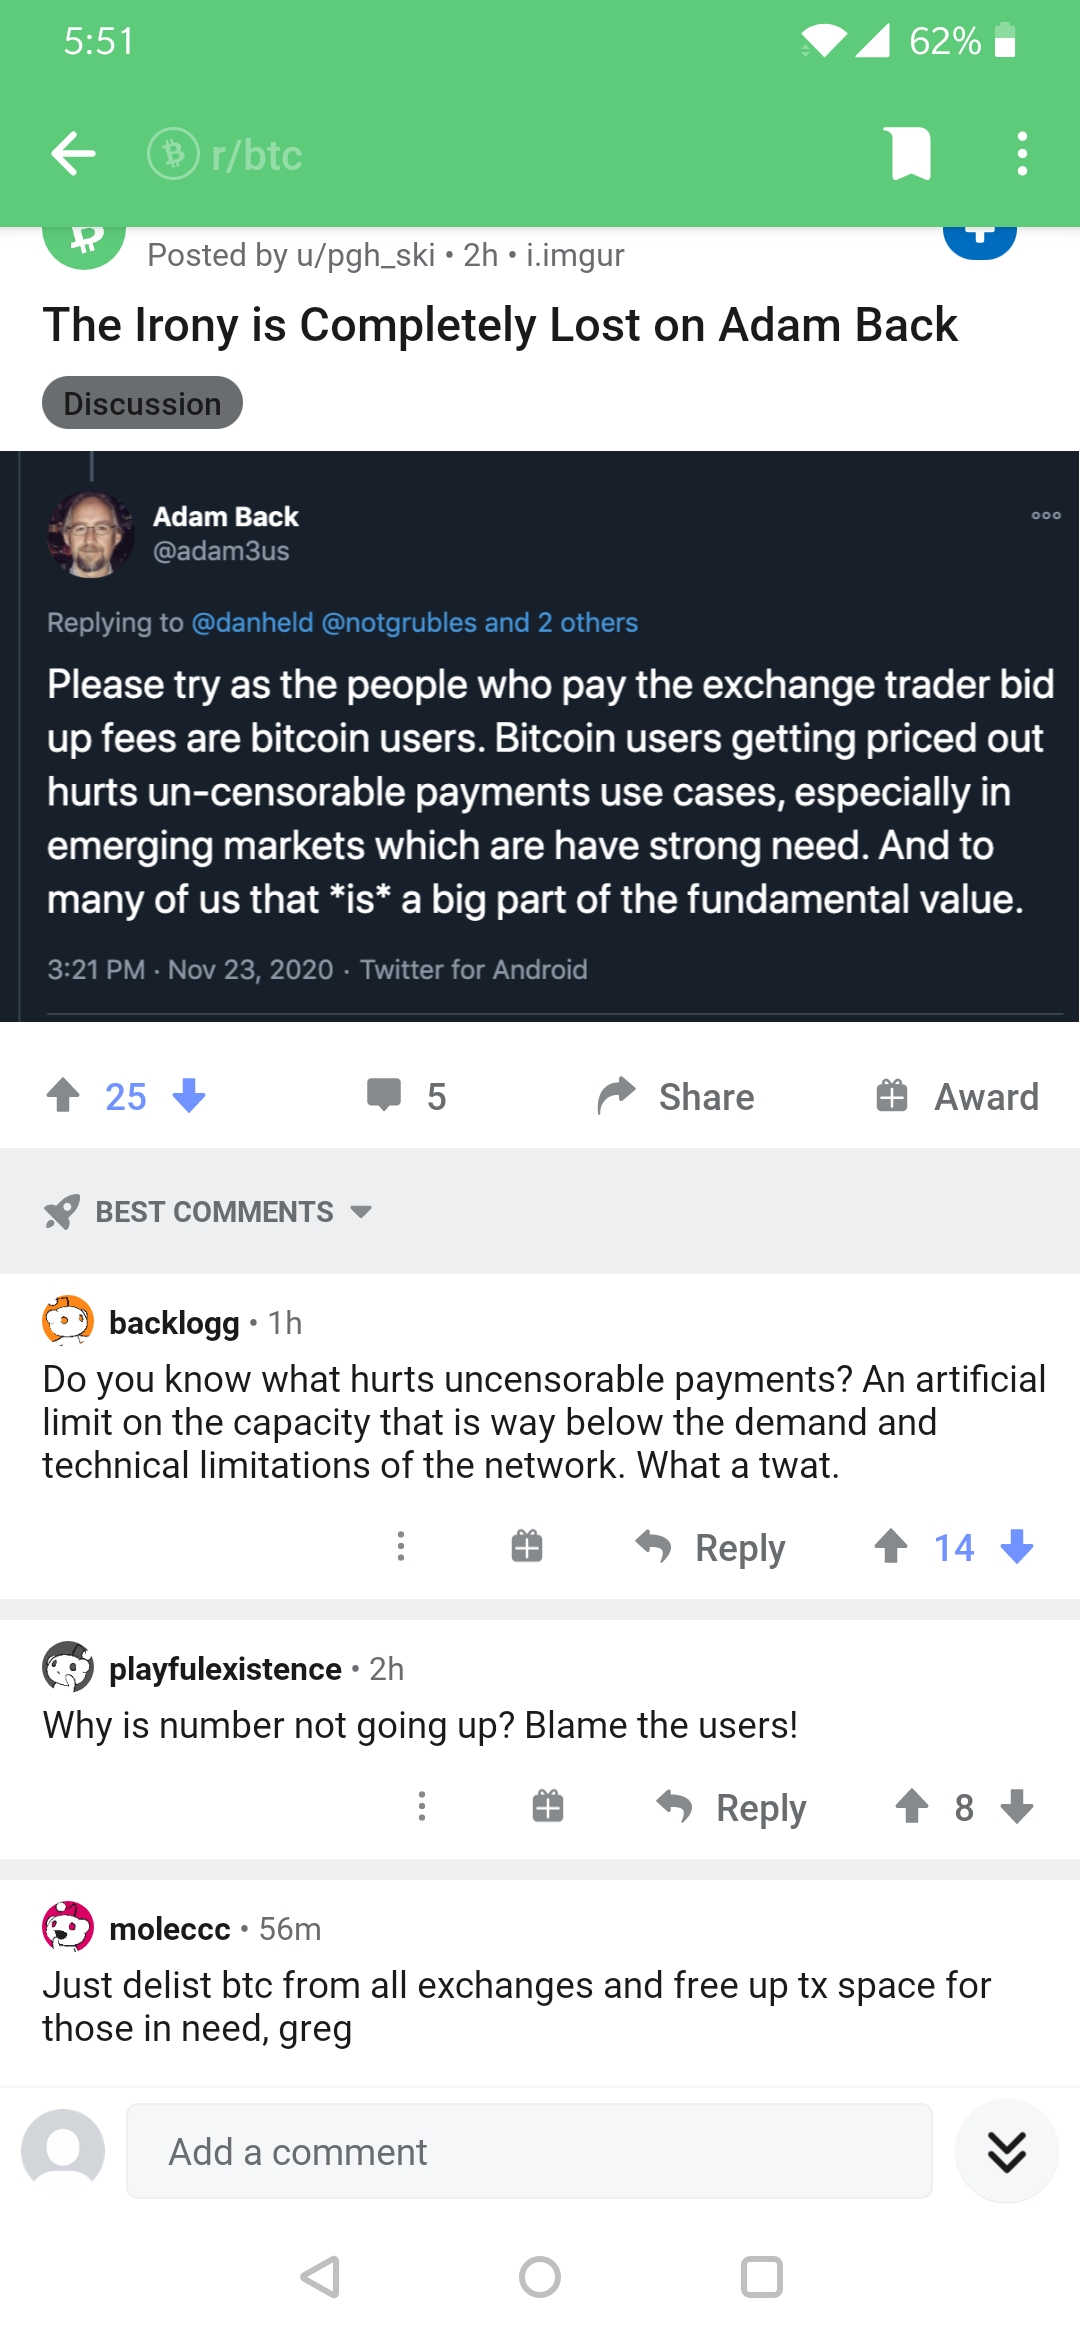 5:51
62%
r/btc
Posted by u/pgh_ski • 2h • i.imgur
The Irony is Completely Lost on Adam Back
Discussion
Adam Back
@adam3us
Replying to @danheld @notgrubles and 2 others
Please try as the people who pay the exchange trader bid
up fees are bitcoin users. Bitcoin users getting priced out
hurts un-censorable payments use cases, especially in
emerging markets which are have strong need. And to
many of us that *is* a big part of the fundamental value.
3:21 PM · Nov 23, 2020 · Twitter for Android
25
5
Share
Award
BEST COMMENTS
backlogg • 1h
Do you know what hurts uncensorable payments? An artificial
limit on the capacity that is way below the demand and
technical limitations of the network. What a twat.
Reply
14
playfulexistence • 2h
Why is number not going up? Blame the users!
Reply
8
moleccc • 56m
Just delist btc from all exchanges and free up tx space for
those in need, greg
Add a comment